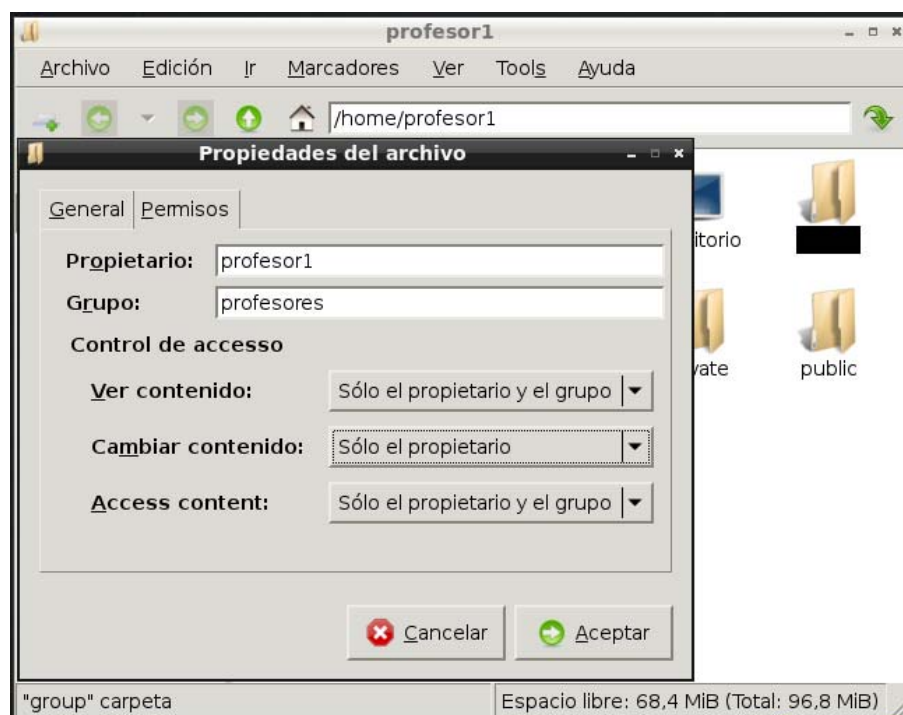 profesor1
Archivo Edición Ir Marcadores Ver Tools Ayuda
/home/profesor1
Propiedades del archivo
General Permisos
Propietario: profesor1
Grupo: profesores
Control de acceso
Ver contenido: Sólo el propietario y el grupo
Cambiar contenido: Sólo el propietario
Access content: Sólo el propietario y el grupo
Cancelar Aceptar
itorio
vate public
"group" carpeta Espacio libre: 68,4 MiB (Total: 96,8 MiB)